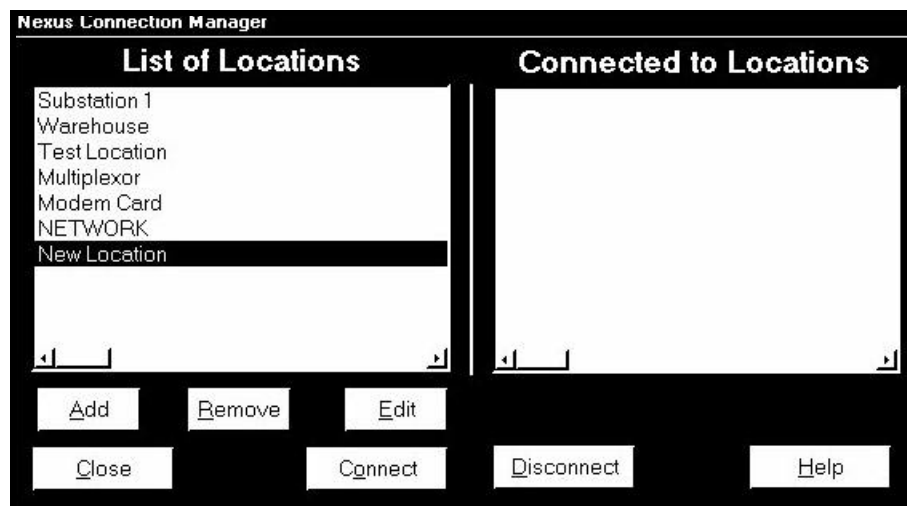 Nexus Connection Manager
List of Locations
Connected to Locations
Substation 1
Warehouse
Test Location
Multiplexor
Modem Card
NETWORK
New Location
Add
Remove
Edit
Close
Connect
Disconnect
Help